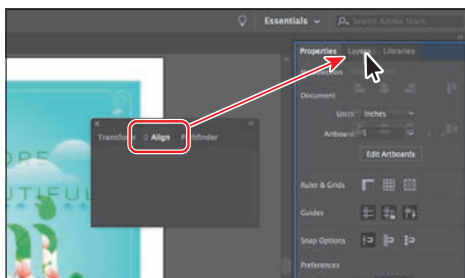 Essentials
Search Adobe Stock
Properties Layers Libraries
Document
Units: Inches
Artboard: 1
Edit Artboards
Transform Align Pathfinder
OPE
UTIFUL
Ruler & Grids
Guides
Snap Options
Preferences